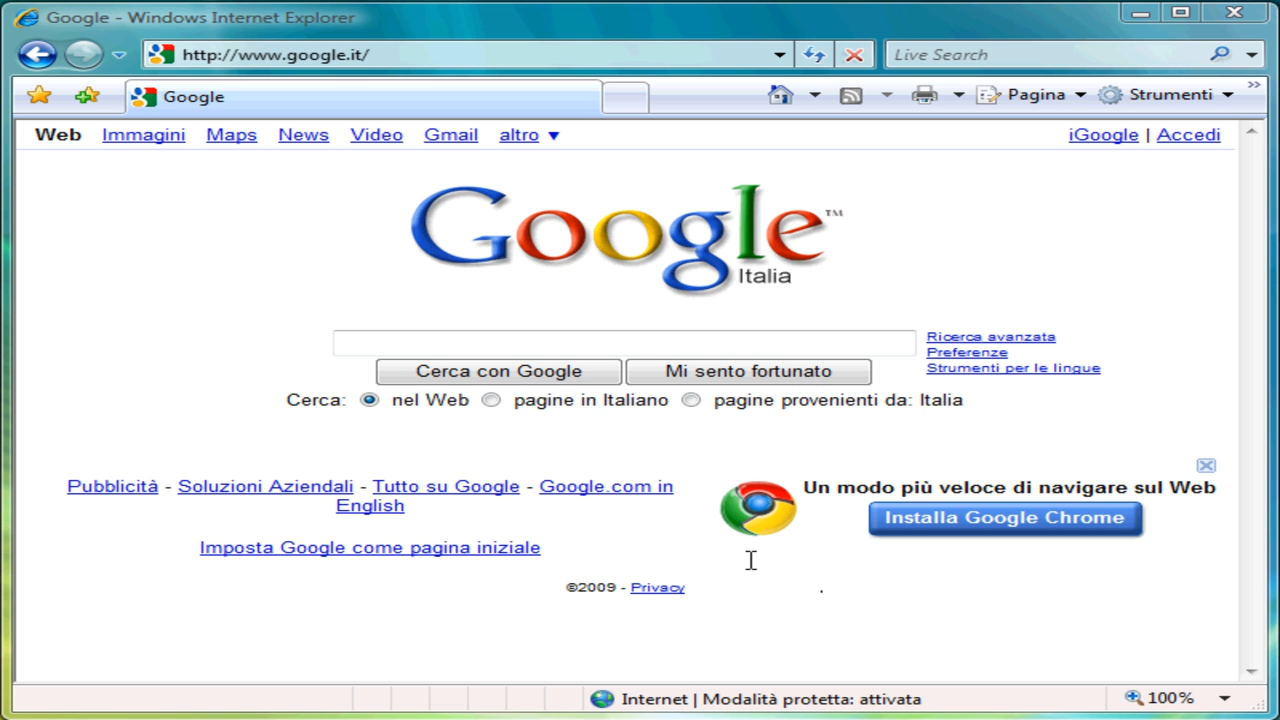 Google - Windows Internet Explorer
http://www.google.it/
Live Search
Google
Pagina
Strumenti
Web Immagini Maps News Video Gmail altro ▼
iGoogle | Accedi
Google™
Italia
Ricerca avanzata
Preferenze
Strumenti per le lingue
Cerca con Google
Mi sento fortunato
Cerca: nel Web pagine in Italiano pagine provenienti da: Italia
Pubblicità - Soluzioni Aziendali - Tutto su Google - Google.com in
English
Un modo più veloce di navigare sul Web
Installa Google Chrome
Imposta Google come pagina iniziale
©2009 - Privacy
Internet | Modalità protetta: attivata
100%